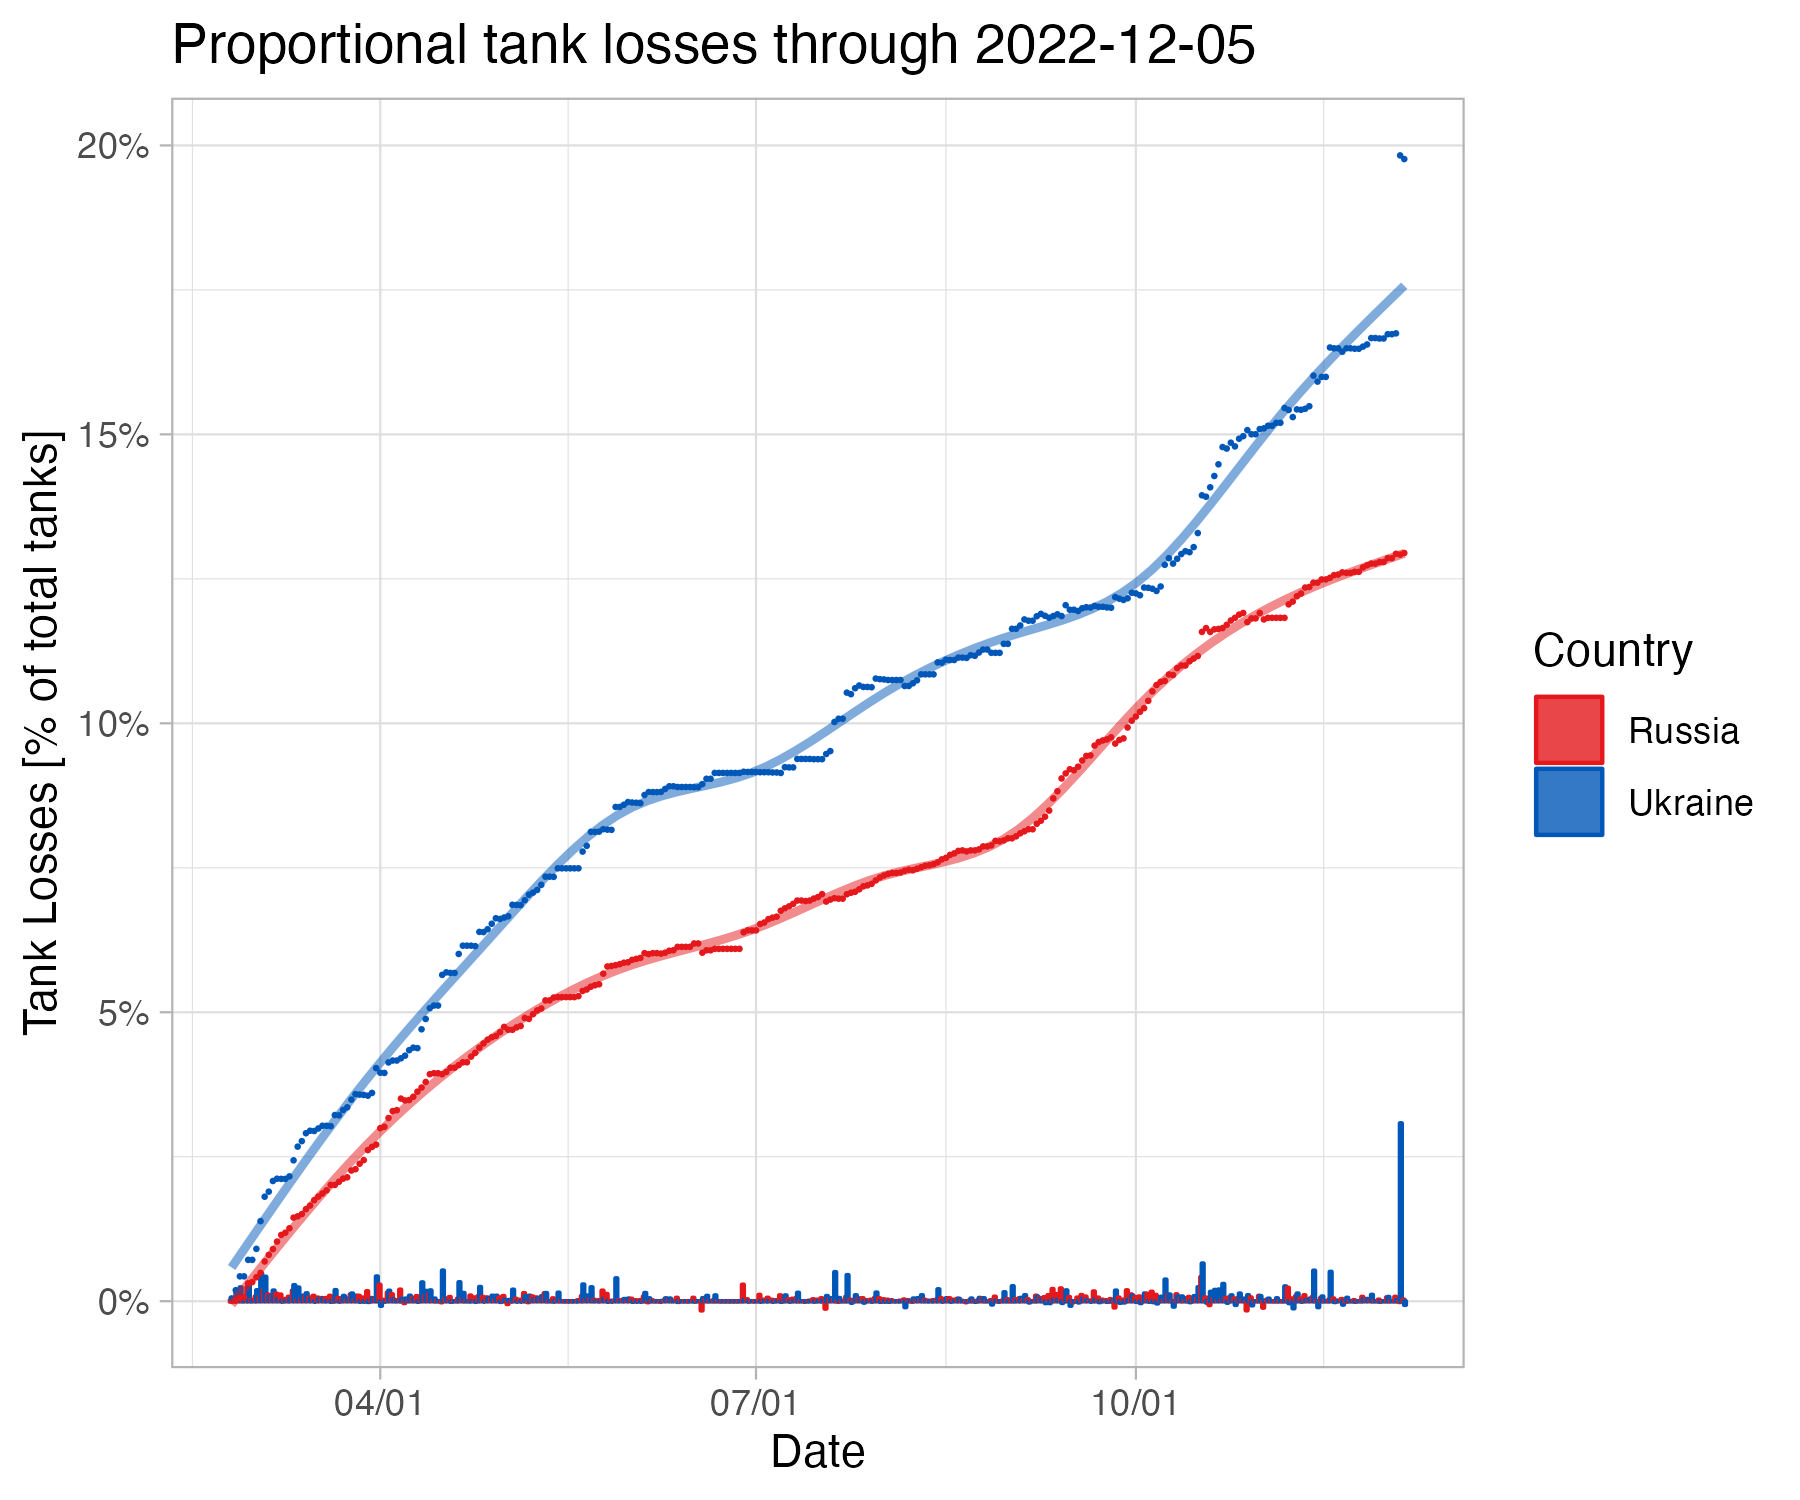 Proportional tank losses through 2022-12-05
Tank Losses [% of total tanks]
20%
15%
10%
5%
0%
04/01
07/01
10/01
Date
Country
Russia
Ukraine